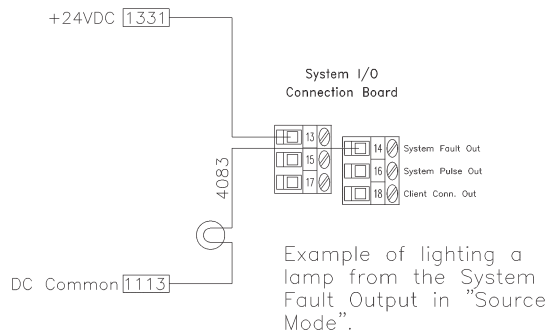 +24VDC 1331
System I/O
Connection Board
13
14 System Fault Out
15
16 System Pulse Out
17
18 Client Conn. Out
4083
DC Common 1113
Example of lighting a
lamp from the System
Fault Output in "Source
Mode".